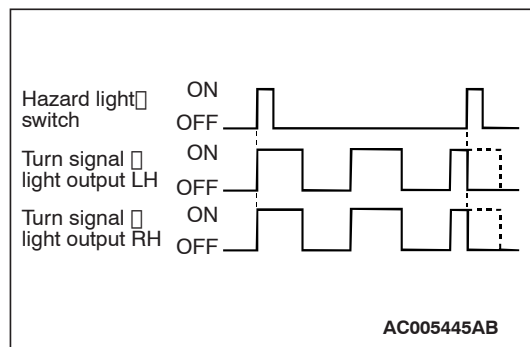 Hazard light
switch
ON
OFF
Turn signal
light output LH
ON
OFF
Turn signal
light output RH
ON
OFF
AC005445AB